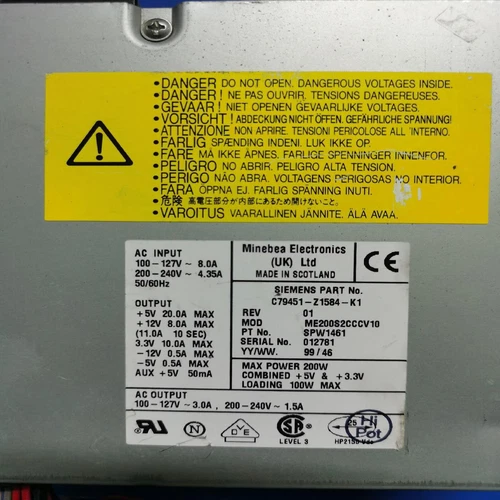 • DANGER DO NOT OPEN. DANGEROUS VOLTAGES INSIDE.
• DANGER! NE PAS OUVRIR. TENSIONS DANGEREUSES.
• GEVAAR! NIET OPENEN GEVAARLIJKE VOLTAGES.
• VORSICHT! ABDECKUNG NICHT ÖFFNEN. GEFÄHRLICHE SPANNUNG!
• ATTENZIONE NON APRIRE. TENSIONI PERICOLOSE ALL 'INTERNO.
• FARLIG SPÆNDING INDENI. LUK IKKE OP.
• FARE MÅ IKKE ÅPNES. FARLIGE SPENNINGER INNENFOR.
• PELIGRO NO ABRIR. PELIGRO ALTA TENSION.
• PERIGO NÃO ABRA. VOLTAGENS PERIGOSAS NO INTERIOR.
• FARA ÖPPNA EJ. FARLIG SPÄNNING INUTI.
• 危険 高電圧部分が内部にあるため開けないこと。
• VAROITUS VAARALLINEN JÄNNITE. ÄLÄ AVAA.
AC INPUT
100-127V ~ 8.0A
200-240V ~ 4.35A
50/60Hz
OUTPUT
+5V 20.0A MAX
+12V 8.0A MAX
(11.0A 10 SEC)
3.3V 10.0A MAX
-12V 0.5A MAX
-5V 0.5A MAX
AUX +5V 50mA
Minebea Electronics
(UK) Ltd
MADE IN SCOTLAND
CE
SIEMENS PART No.
C79451-Z1584-K1
REV 01
MOD ME200S2CCCV10
PT No. SPW1461
SERIAL No. 012781
YY/WW. 99/46
MAX POWER 200W
COMBINED +5V & +3.3V
LOADING 100W MAX
AC OUTPUT
100-127V ~ 3.0A, 200-240V ~ 1.5A
N
VDE
LEVEL 3
Hi
Pot
HP2150 Vdc